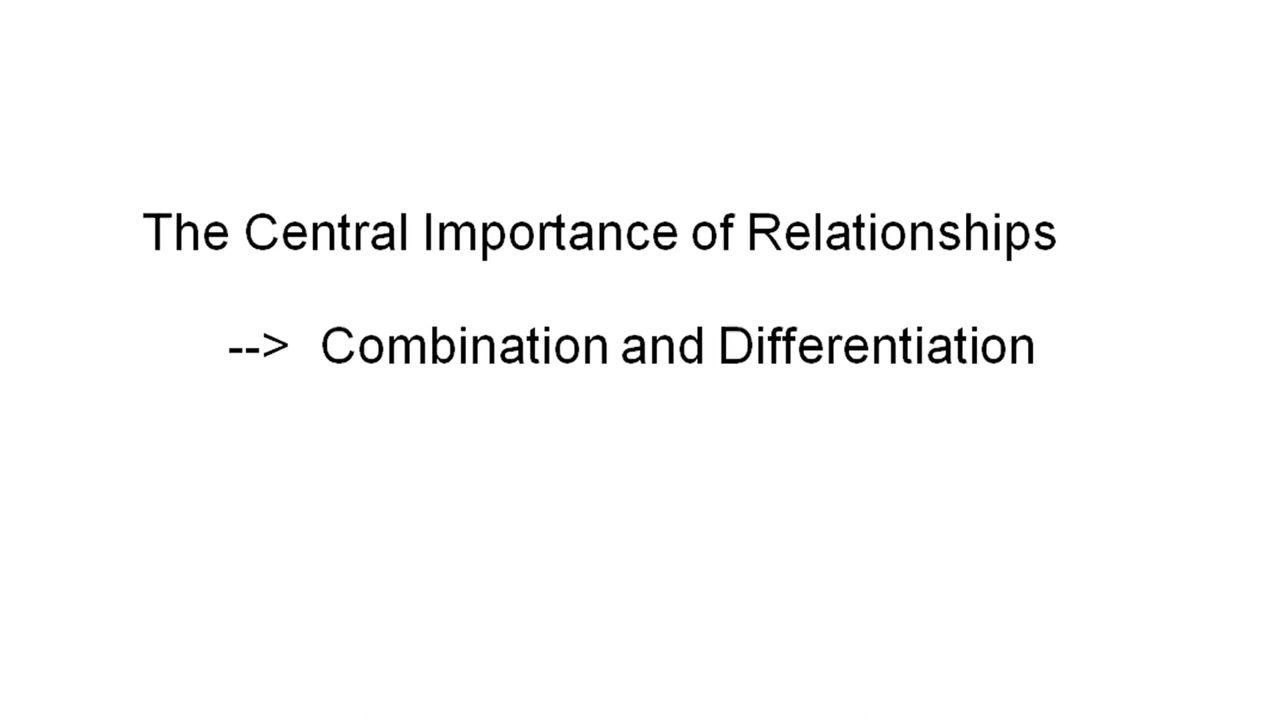 The Central Importance of Relationships
--> Combination and Differentiation